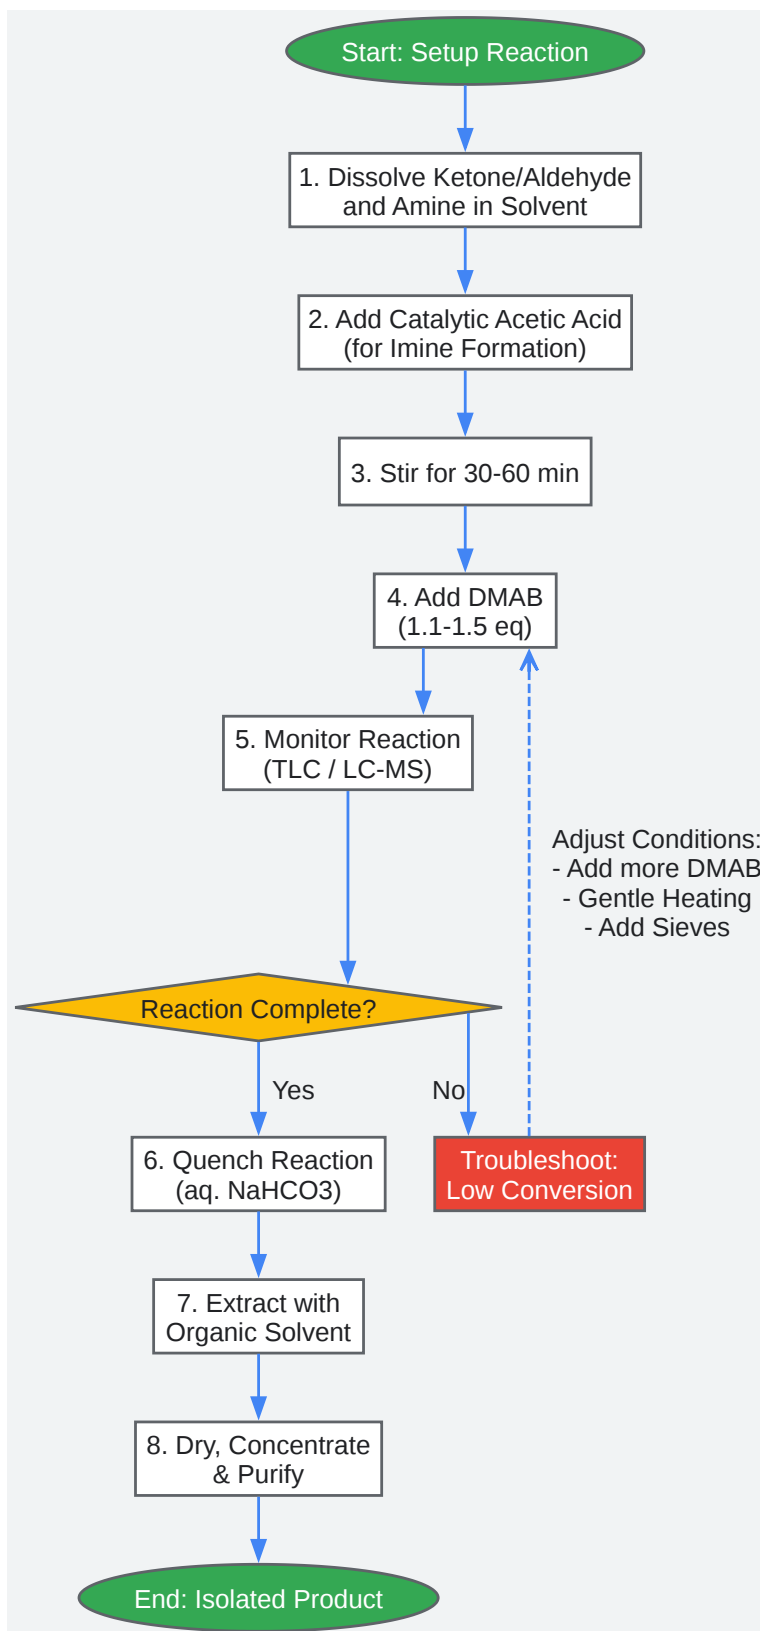 Start: Setup Reaction
1. Dissolve Ketone/Aldehyde
and Amine in Solvent
2. Add Catalytic Acetic Acid
(for Imine Formation)
3. Stir for 30-60 min
4. Add DMAB
(1.1-1.5 eq)
5. Monitor Reaction
(TLC / LC-MS)
Adjust Conditions:
- Add more DMAB
- Gentle Heating
- Add Sieves
Reaction Complete?
Yes
No
6. Quench Reaction
(aq. NaHCO3)
Troubleshoot:
Low Conversion
7. Extract with
Organic Solvent
8. Dry, Concentrate
& Purify
End: Isolated Product